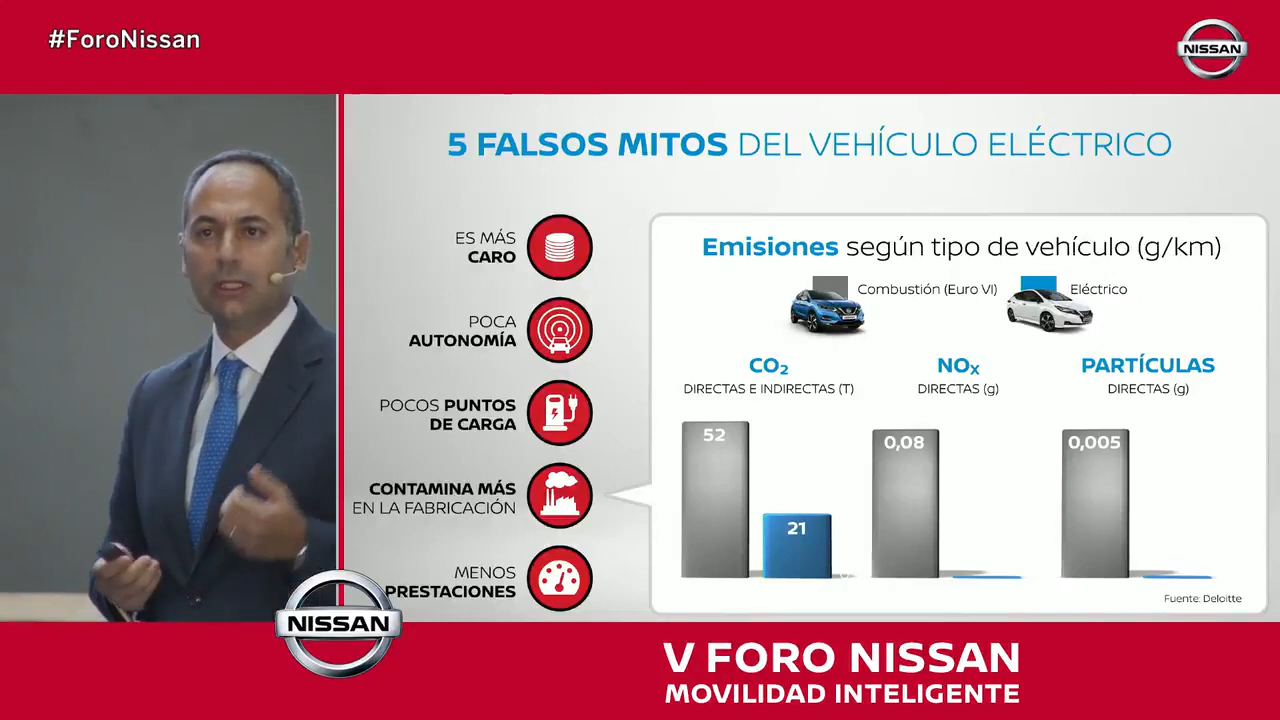 #ForoNissan
NISSAN
5 FALSOS MITOS DEL VEHÍCULO ELÉCTRICO
ES MÁS
CARO
POCA
AUTONOMÍA
POCOS PUNTOS
DE CARGA
CONTAMINA MÁS
EN LA FABRICACIÓN
MENOS
PRESTACIONES
Emisiones según tipo de vehículo (g/km)
Combustión (Euro VI)
Eléctrico
CO₂
DIRECTAS E INDIRECTAS (T)
52
21
NOₓ
DIRECTAS (g)
0,08
PARTÍCULAS
DIRECTAS (g)
0,005
Fuente: Deloitte
NISSAN
V FORO NISSAN
MOVILIDAD INTELIGENTE